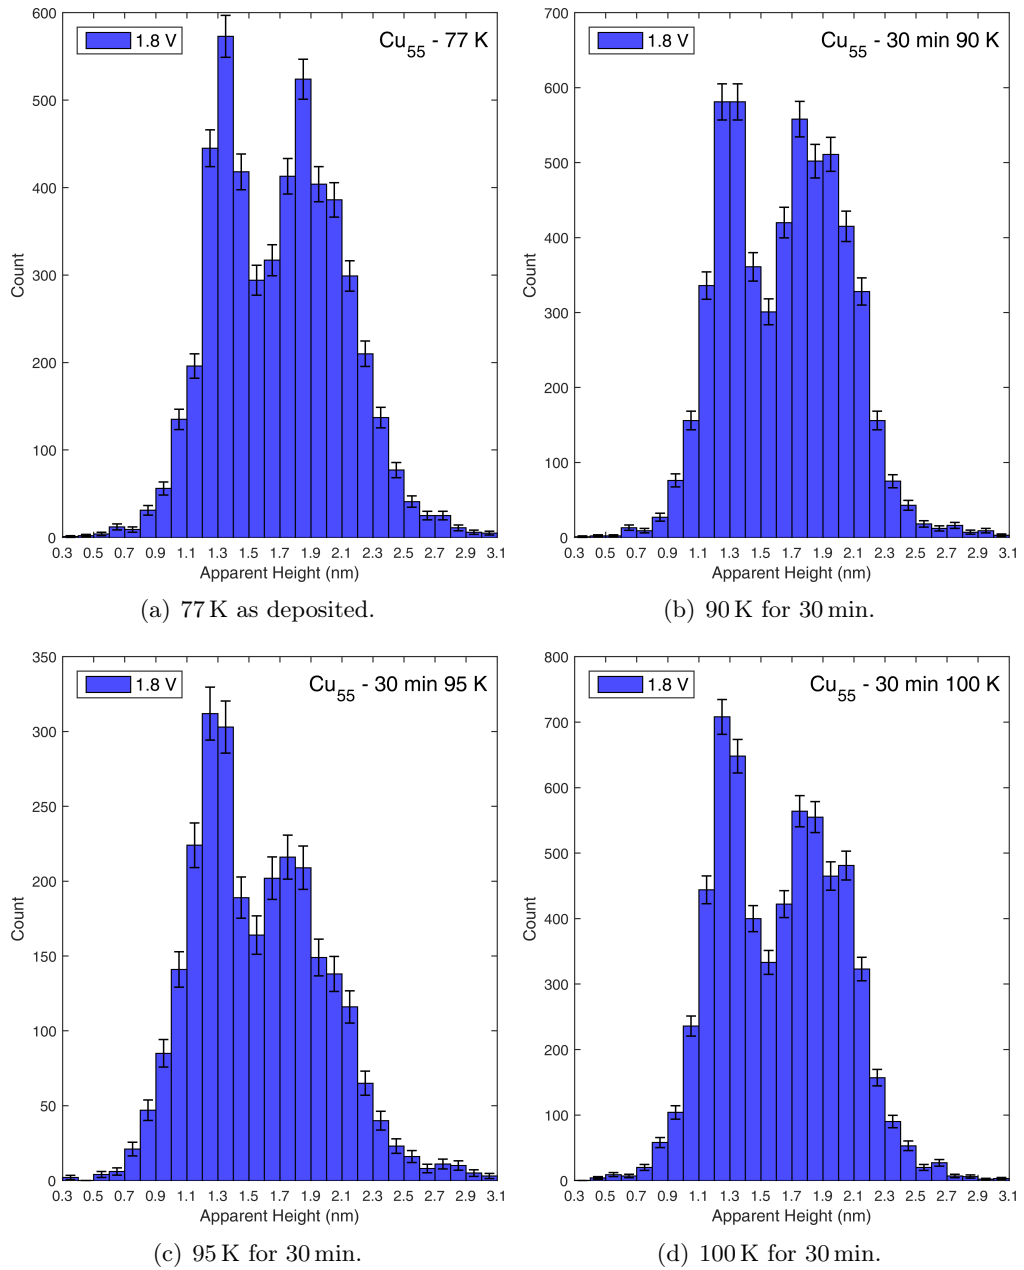 1.8 V
Cu55 - 77 K
600
500
400
300
200
100
0
Count
0.3 0.5 0.7 0.9 1.1 1.3 1.5 1.7 1.9 2.1 2.3 2.5 2.7 2.9 3.1
Apparent Height (nm)
(a) 77 K as deposited.
1.8 V
Cu55 - 30 min 90 K
700
600
500
400
300
200
100
0
Count
0.3 0.5 0.7 0.9 1.1 1.3 1.5 1.7 1.9 2.1 2.3 2.5 2.7 2.9 3.1
Apparent Height (nm)
(b) 90 K for 30 min.
1.8 V
Cu55 - 30 min 95 K
350
300
250
200
150
100
50
0
Count
0.3 0.5 0.7 0.9 1.1 1.3 1.5 1.7 1.9 2.1 2.3 2.5 2.7 2.9 3.1
Apparent Height (nm)
(c) 95 K for 30 min.
1.8 V
Cu55 - 30 min 100 K
800
700
600
500
400
300
200
100
0
Count
0.3 0.5 0.7 0.9 1.1 1.3 1.5 1.7 1.9 2.1 2.3 2.5 2.7 2.9 3.1
Apparent Height (nm)
(d) 100 K for 30 min.